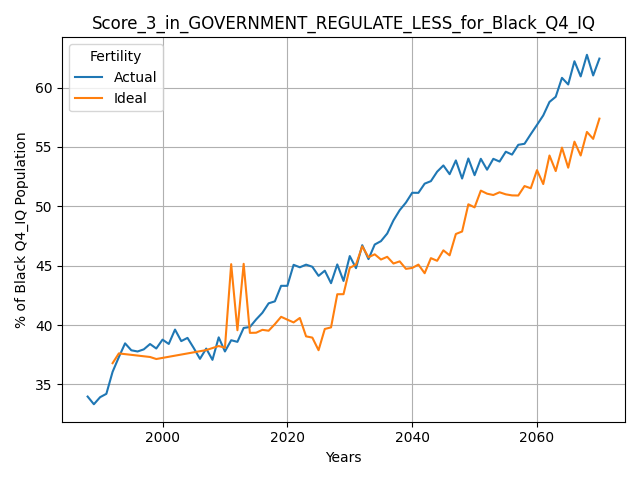 Score_3_in_GOVERNMENT_REGULATE_LESS_for_Black_Q4_IQ
Fertility
Actual
Ideal
% of Black Q4_IQ Population
60
55
50
45
40
35
2000
2020
2040
2060
Years